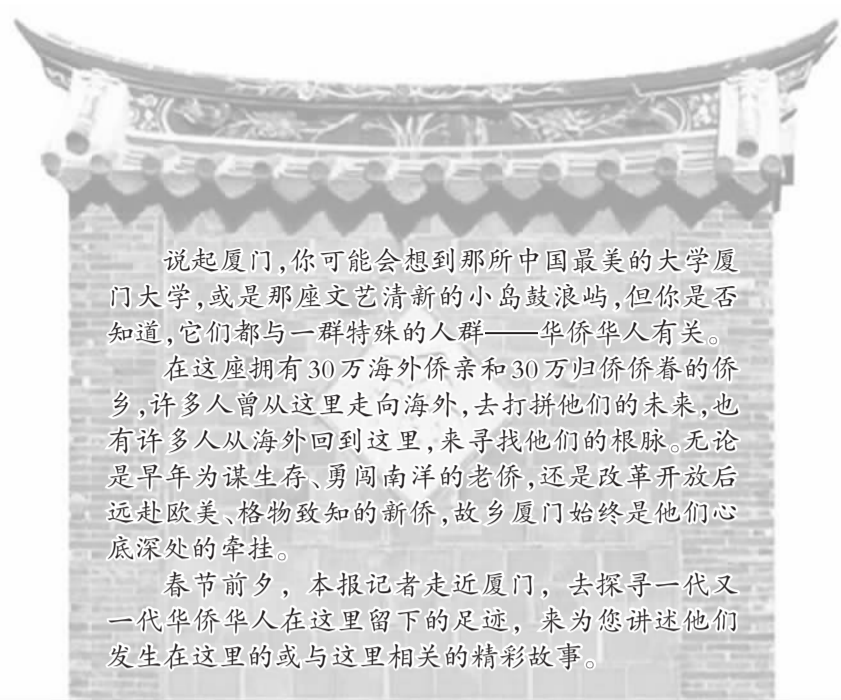 说起厦门,你可能会想到那所中国最美的大学厦
门大学,或是那座文艺清新的小岛鼓浪屿,但你是否
知道,它们都与一群特殊的人群——华侨华人有关。
在这座拥有30万海外侨亲和30万归侨侨眷的侨
乡,许多人曾从这里走向海外,去打拼他们的未来,也
有许多人从海外回到这里,来寻找他们的根脉。无论
是早年为谋生存、勇闯南洋的老侨,还是改革开放后
远赴欧美、格物致知的新侨,故乡厦门始终是他们心
底深处的牵挂。
春节前夕，本报记者走近厦门，去探寻一代又
一代华侨华人在这里留下的足迹，来为您讲述他们
发生在这里的或与这里相关的精彩故事。